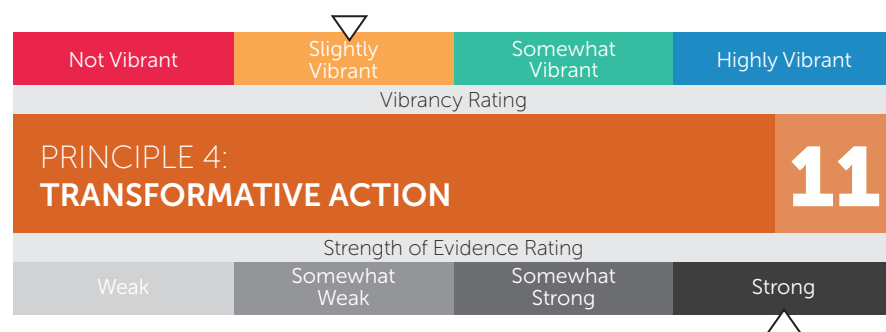 Not Vibrant
Slightly
Vibrant
Somewhat
Vibrant
Highly Vibrant
Vibrancy Rating
PRINCIPLE 4:
TRANSFORMATIVE ACTION
11
Strength of Evidence Rating
Weak
Somewhat
Weak
Somewhat
Strong
Strong